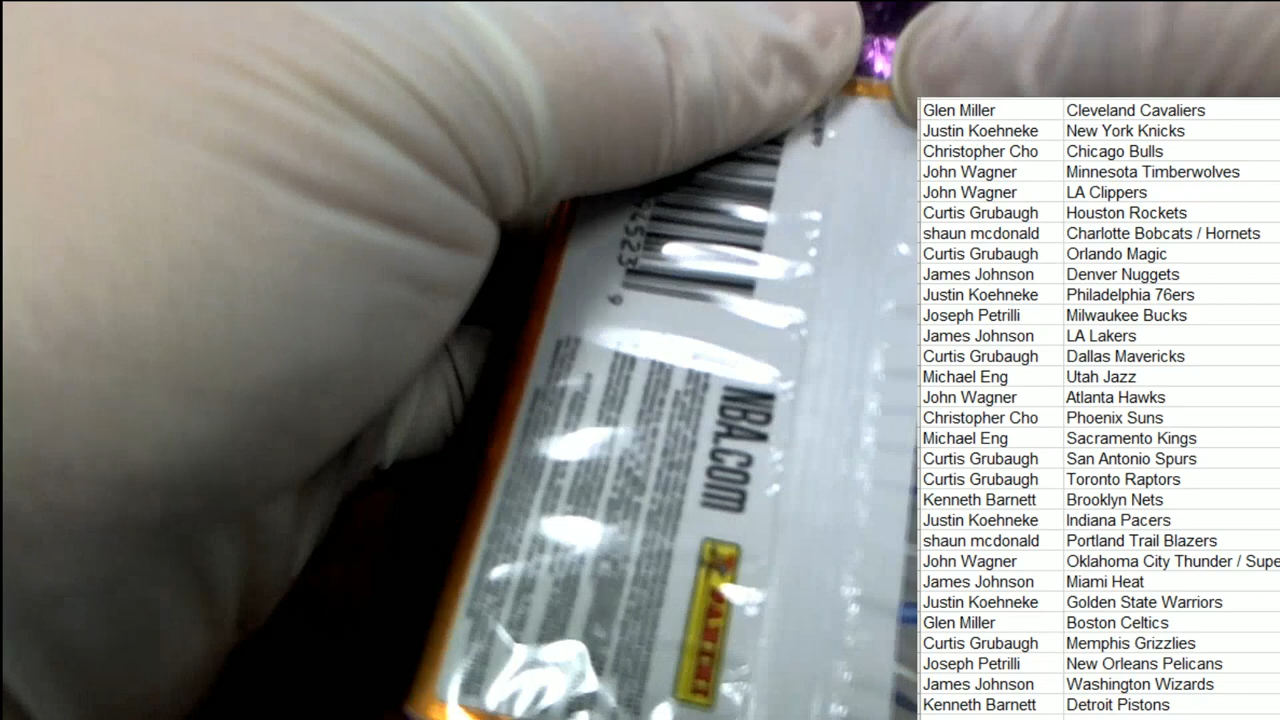 24523
9
NBA.COM
PANINI
Glen Miller Cleveland Cavaliers
Justin Koehneke New York Knicks
Christopher Cho Chicago Bulls
John Wagner Minnesota Timberwolves
John Wagner LA Clippers
Curtis Grubaugh Houston Rockets
shaun mcdonald Charlotte Bobcats / Hornets
Curtis Grubaugh Orlando Magic
James Johnson Denver Nuggets
Justin Koehneke Philadelphia 76ers
Joseph Petrilli Milwaukee Bucks
James Johnson LA Lakers
Curtis Grubaugh Dallas Mavericks
Michael Eng Utah Jazz
John Wagner Atlanta Hawks
Christopher Cho Phoenix Suns
Michael Eng Sacramento Kings
Curtis Grubaugh San Antonio Spurs
Curtis Grubaugh Toronto Raptors
Kenneth Barnett Brooklyn Nets
Justin Koehneke Indiana Pacers
shaun mcdonald Portland Trail Blazers
John Wagner Oklahoma City Thunder / Supe
James Johnson Miami Heat
Justin Koehneke Golden State Warriors
Glen Miller Boston Celtics
Curtis Grubaugh Memphis Grizzlies
Joseph Petrilli New Orleans Pelicans
James Johnson Washington Wizards
Kenneth Barnett Detroit Pistons